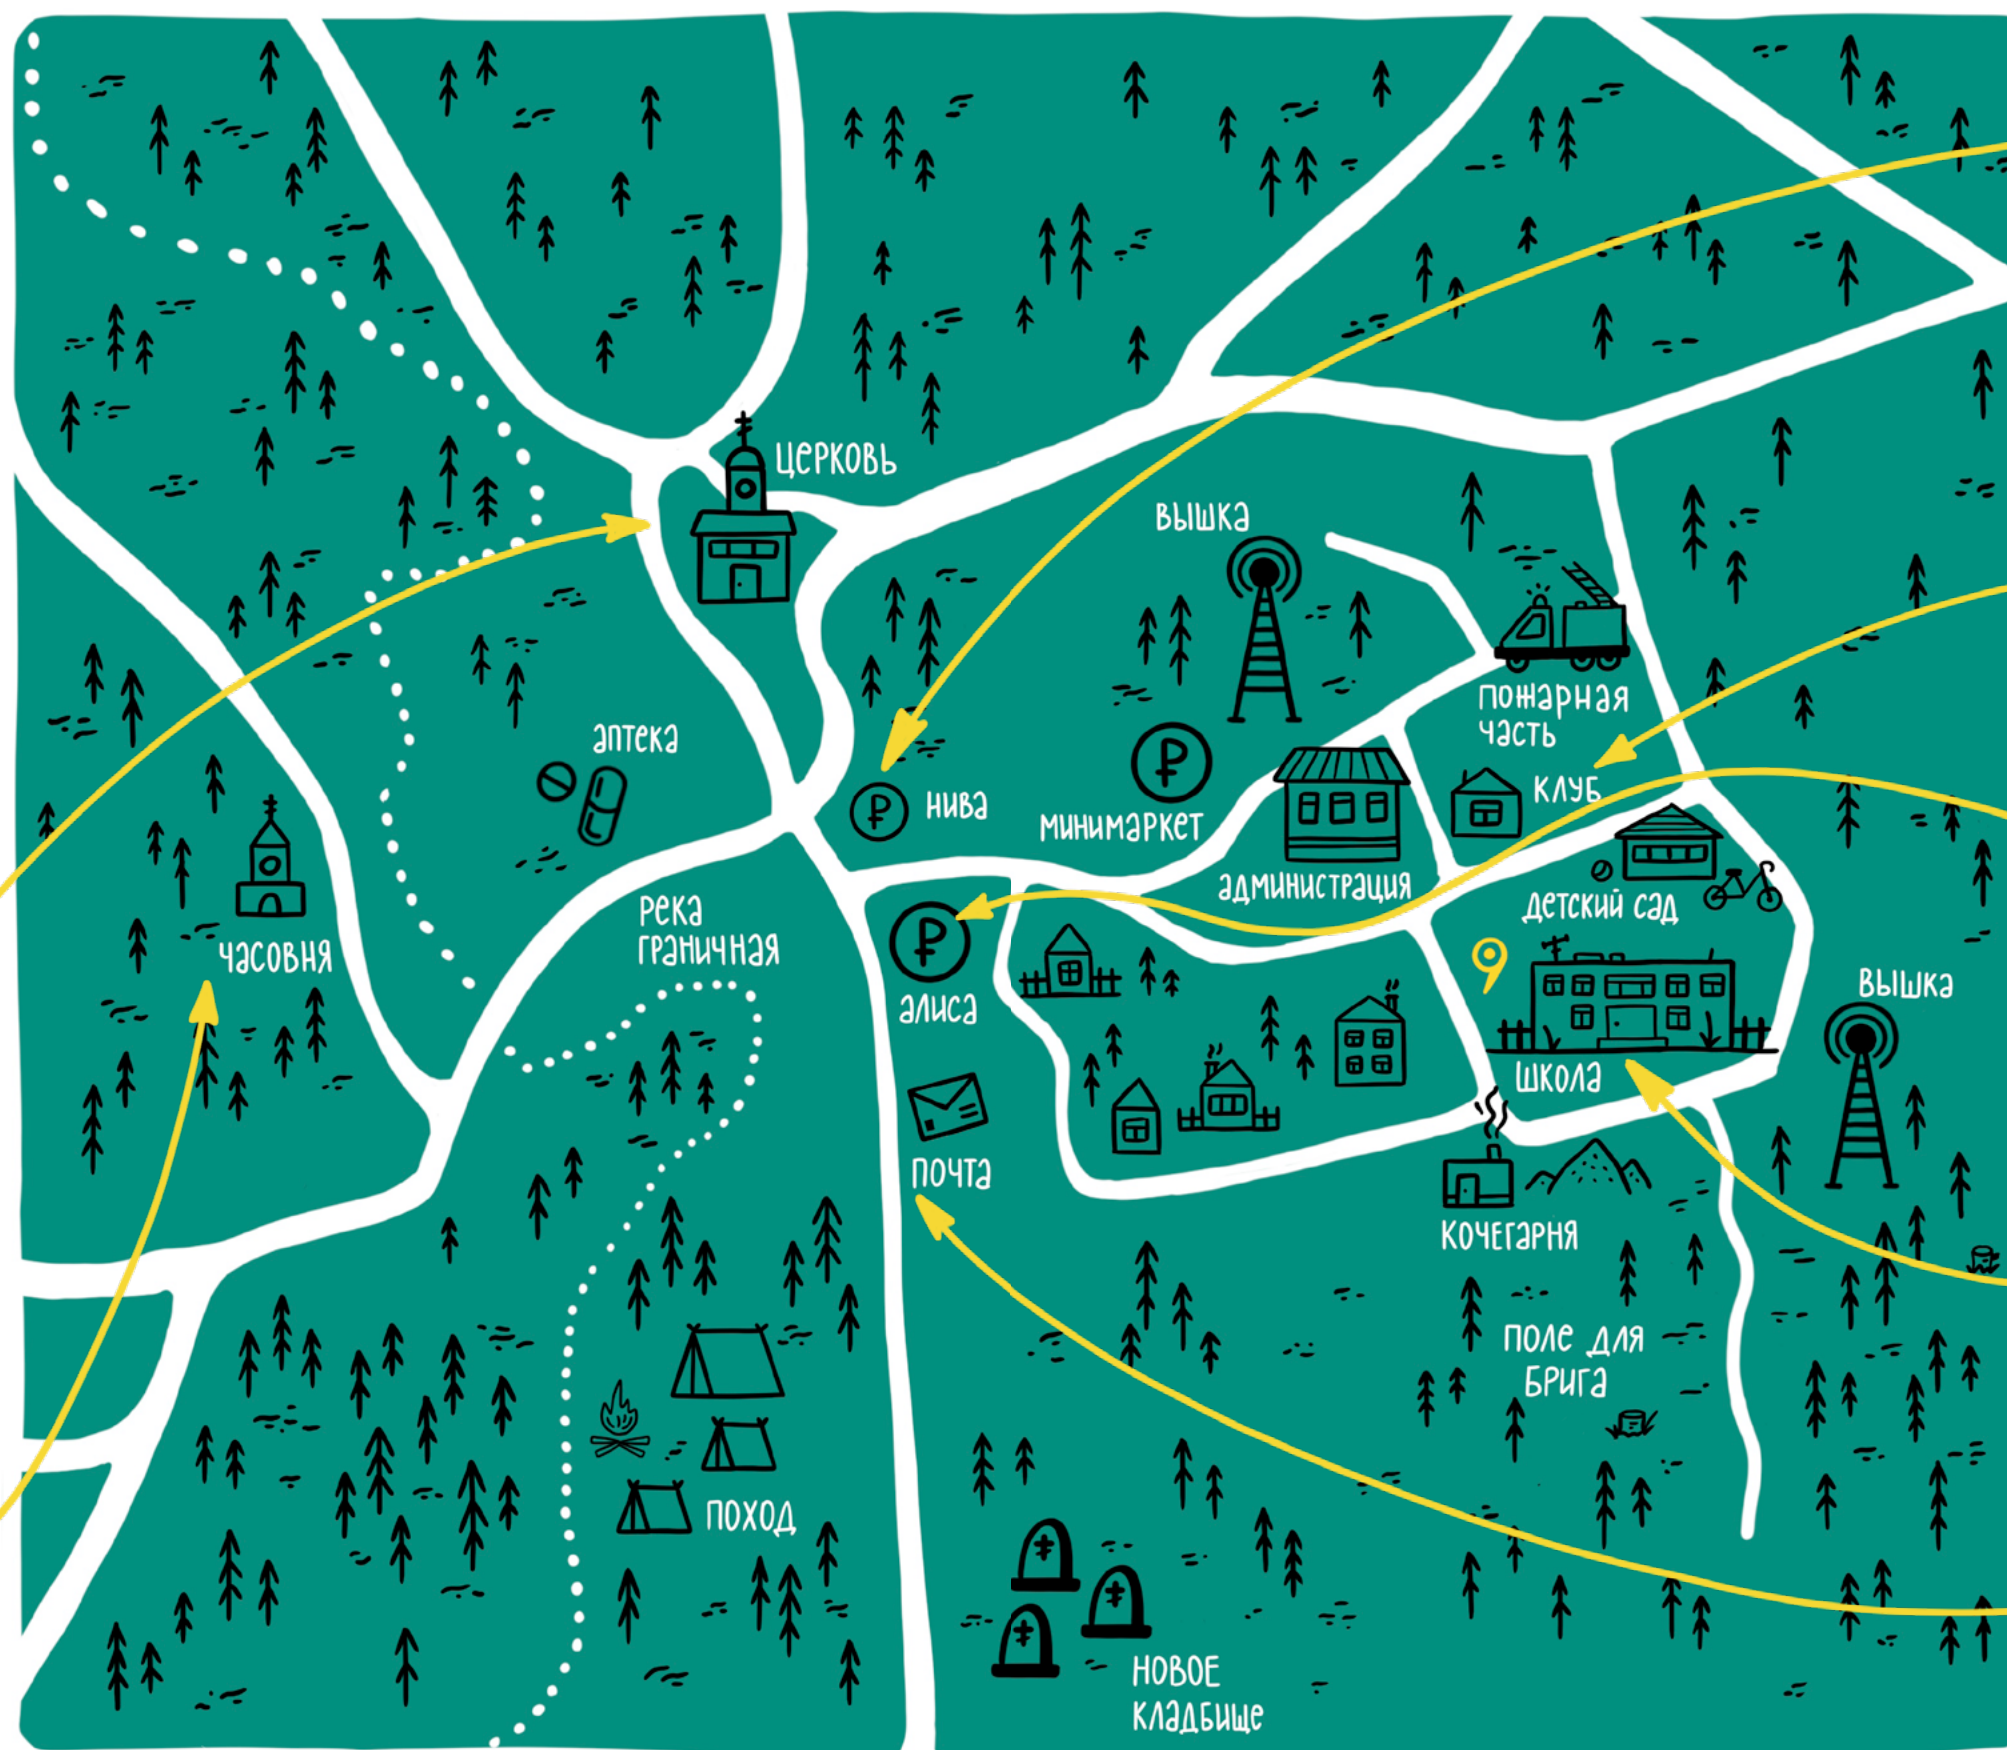 церковь
вышка
пожарная
часть
аптека
клуб
нива
минимаркет
администрация
детский сад
река
граничная
часовня
алиса
вышка
школа
почта
кочегарня
поле для
брига
поход
новое
кладбище